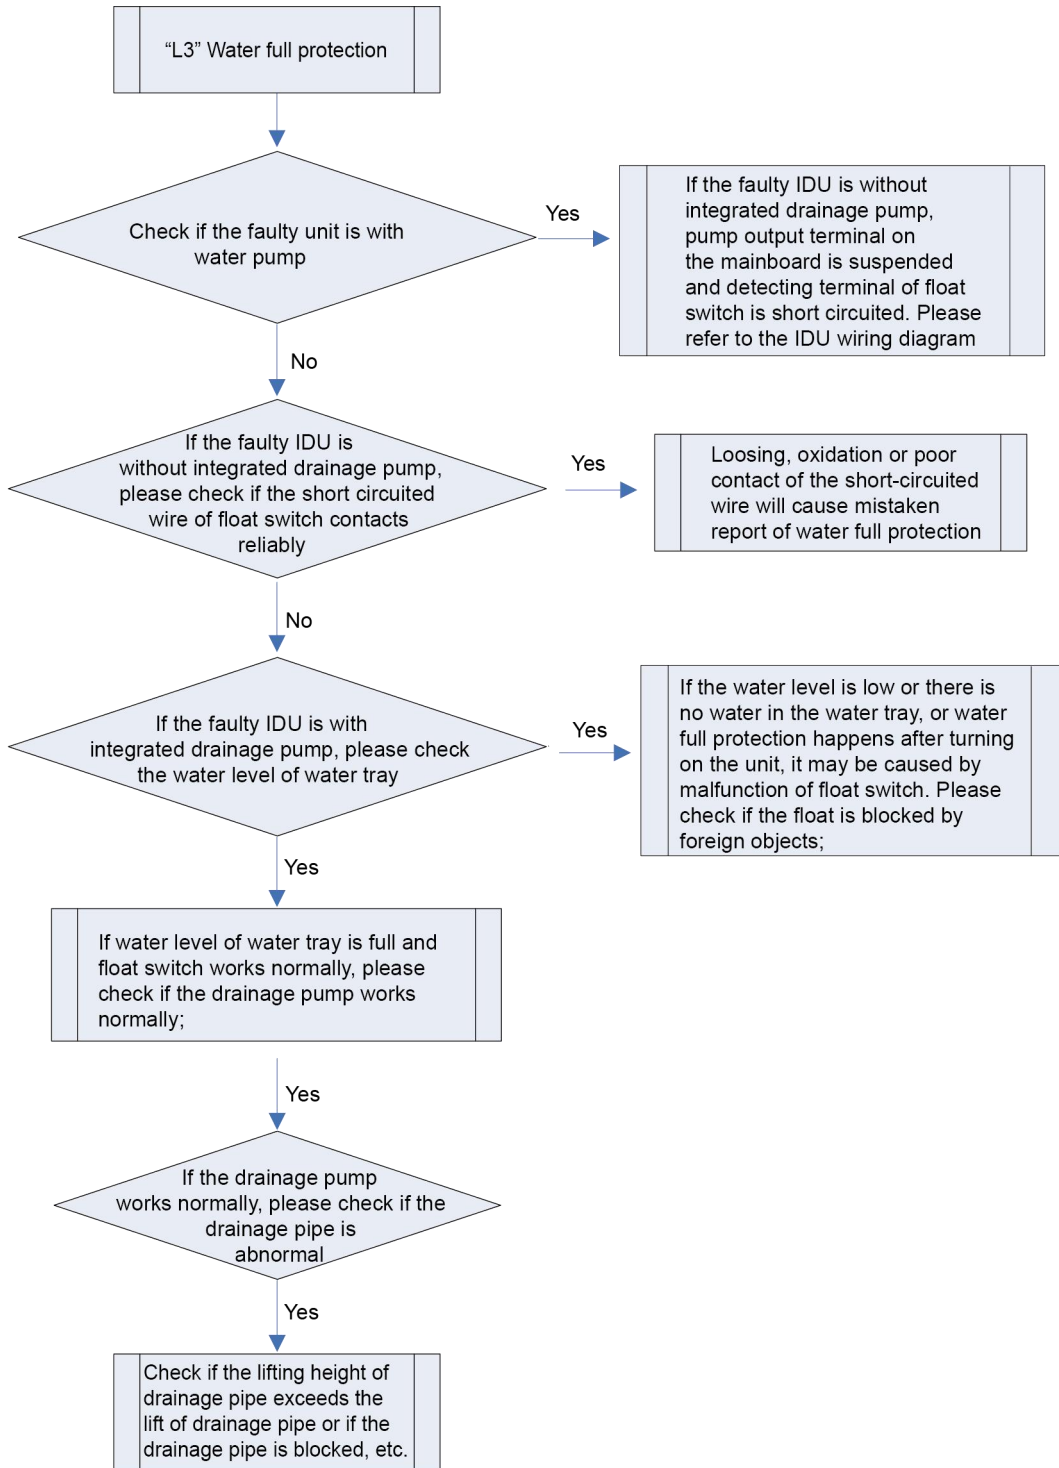 “L3” Water full protection
Check if the faulty unit is with
water pump
Yes
If the faulty IDU is without
integrated drainage pump,
pump output terminal on
the mainboard is suspended
and detecting terminal of float
switch is short circuited. Please
refer to the IDU wiring diagram
No
If the faulty IDU is
without integrated drainage pump,
please check if the short circuited
wire of float switch contacts
reliably
Yes
Loosing, oxidation or poor
contact of the short-circuited
wire will cause mistaken
report of water full protection
No
If the faulty IDU is with
integrated drainage pump, please check
the water level of water tray
Yes
If the water level is low or there is
no water in the water tray, or water
full protection happens after turning
on the unit, it may be caused by
malfunction of float switch. Please
check if the float is blocked by
foreign objects;
Yes
If water level of water tray is full and
float switch works normally, please
check if the drainage pump works
normally;
Yes
If the drainage pump
works normally, please check if the
drainage pipe is
abnormal
Yes
Check if the lifting height of
drainage pipe exceeds the
lift of drainage pipe or if the
drainage pipe is blocked, etc.